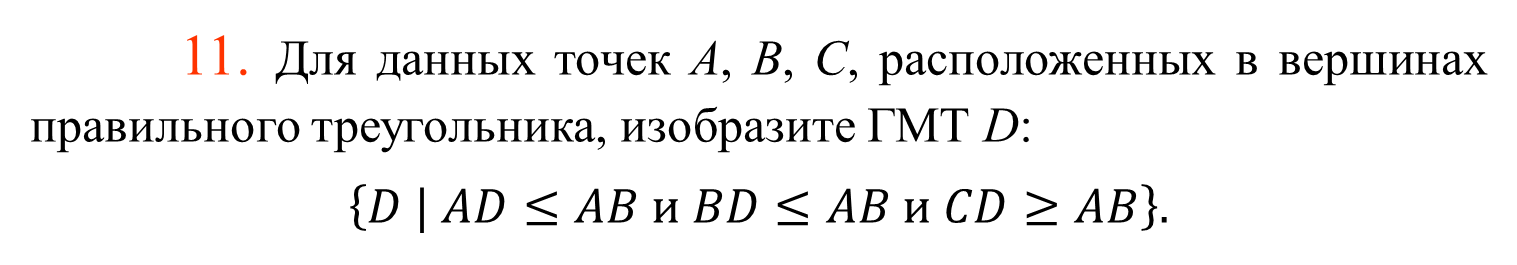 11. Для данных точек A, B, C, расположенных в вершинах
правильного треугольника, изобразите ГМТ D:
{D | AD ≤ AB и BD ≤ AB и CD ≥ AB}.